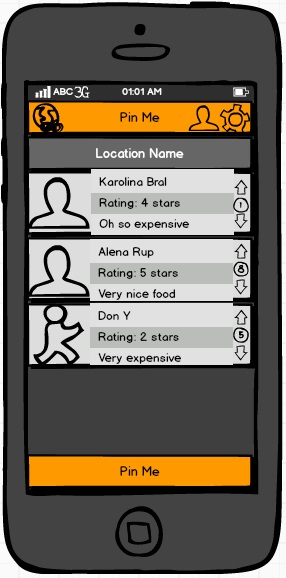 ABC 3G 01:01 AM
Pin Me
Location Name
Karolina Bral
Rating: 4 stars
1
Oh so expensive
Alena Rup
Rating: 5 stars
8
Very nice food
Don Y
Rating: 2 stars
5
Very expensive
Pin Me